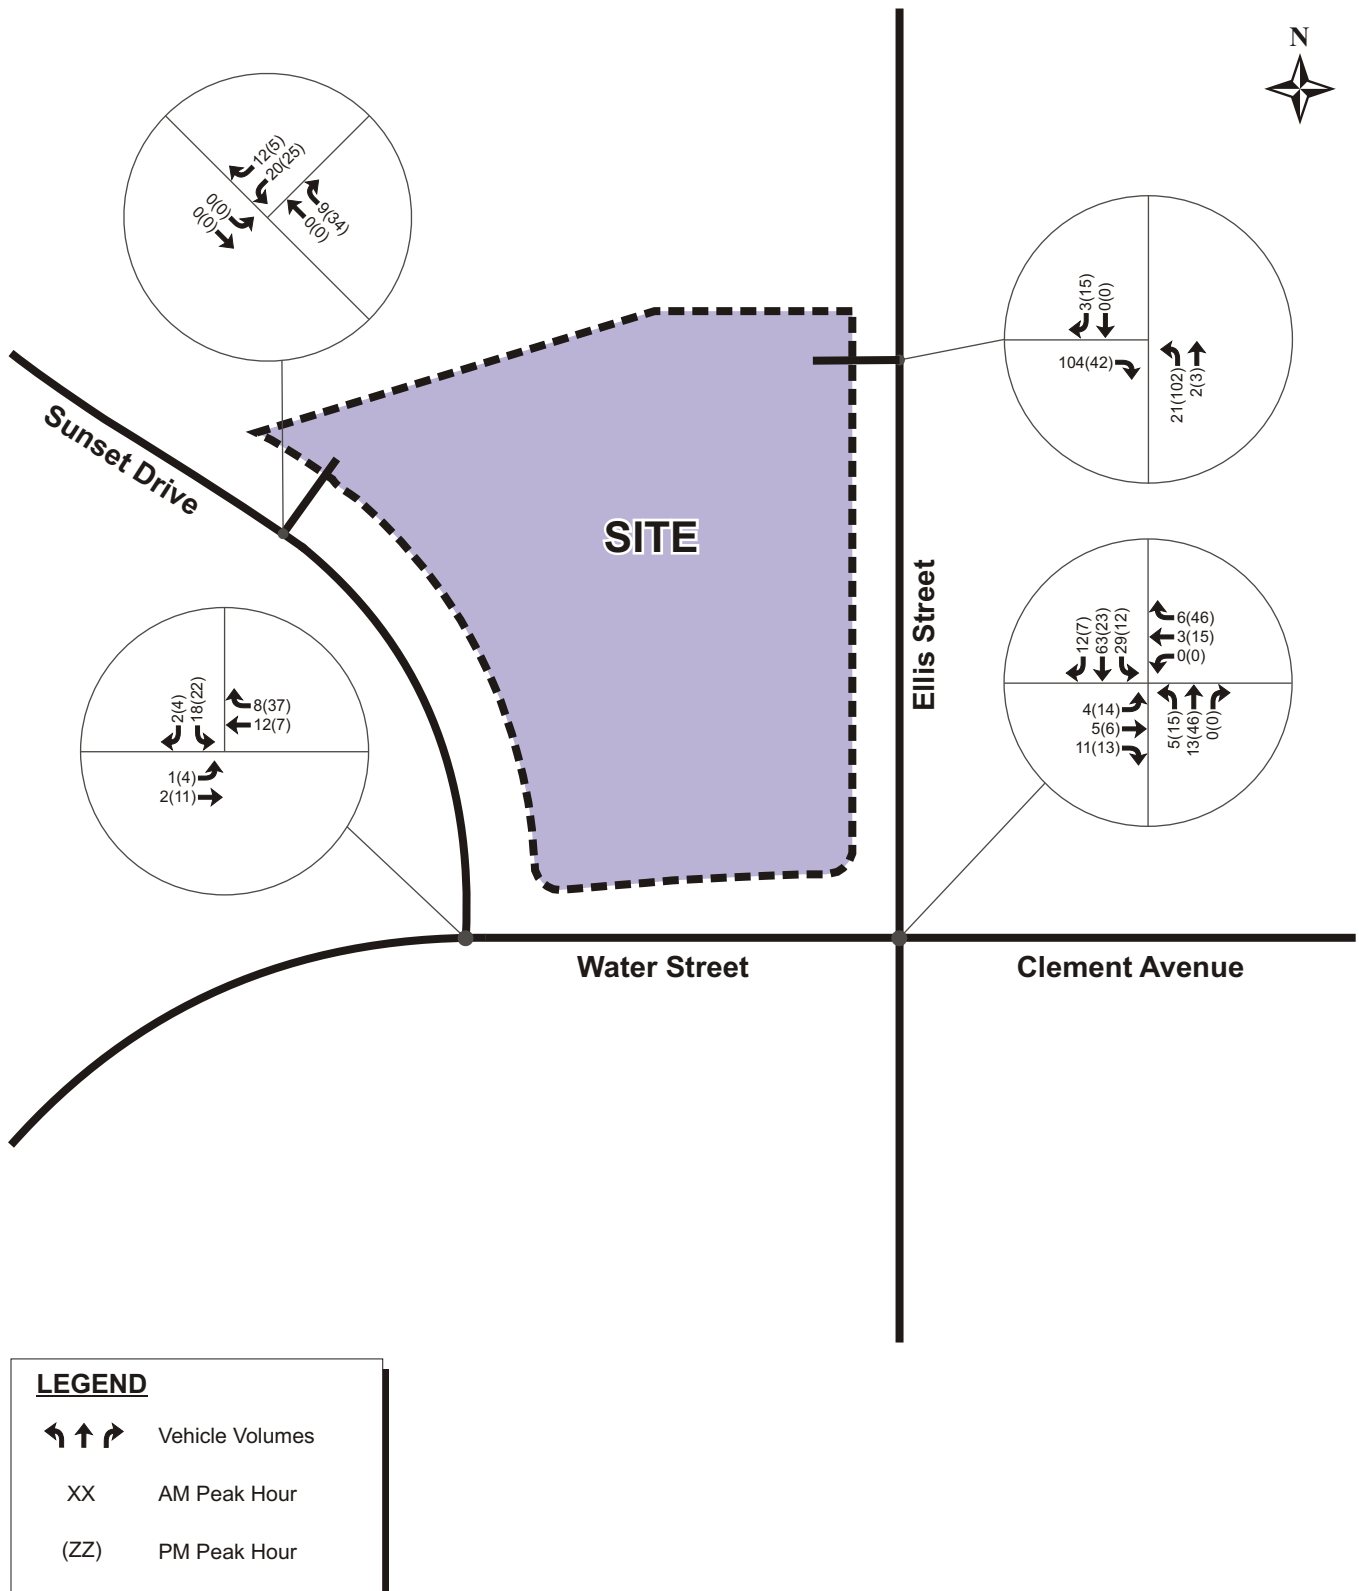 N
12(5)
20(25)
0(0)
0(0)
9(34)
0(0)
3(15)
0(0)
104(42)
21(102)
2(3)
Sunset Drive
SITE
Ellis Street
12(7)
63(23)
29(12)
6(46)
3(15)
0(0)
4(14)
5(6)
11(13)
5(15)
13(46)
0(0)
2(4)
18(22)
8(37)
12(7)
1(4)
2(11)
Water Street
Clement Avenue
LEGEND
Vehicle Volumes
XX AM Peak Hour
(ZZ) PM Peak Hour